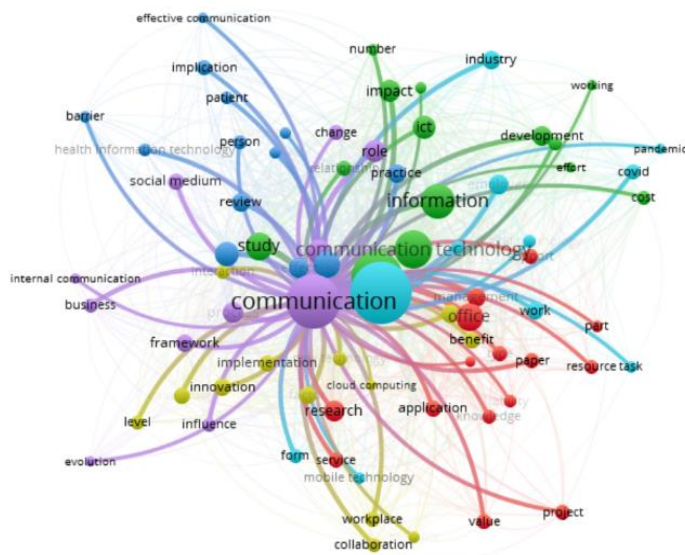 effective communication
number
industry
implication
impact
working
patient
barrier
change
ict
development
pandemic
person
health information technology
role
relationship
practice
effort
covid
social medium
cost
review
information
study
communication technology
interaction
internal communication
communication
management
business
office
work
part
framework
benefit
implementation
paper
resource task
cloud computing
innovation
research
application
knowledge
level
influence
form
service
evolution
mobile technology
workplace
value
project
collaboration